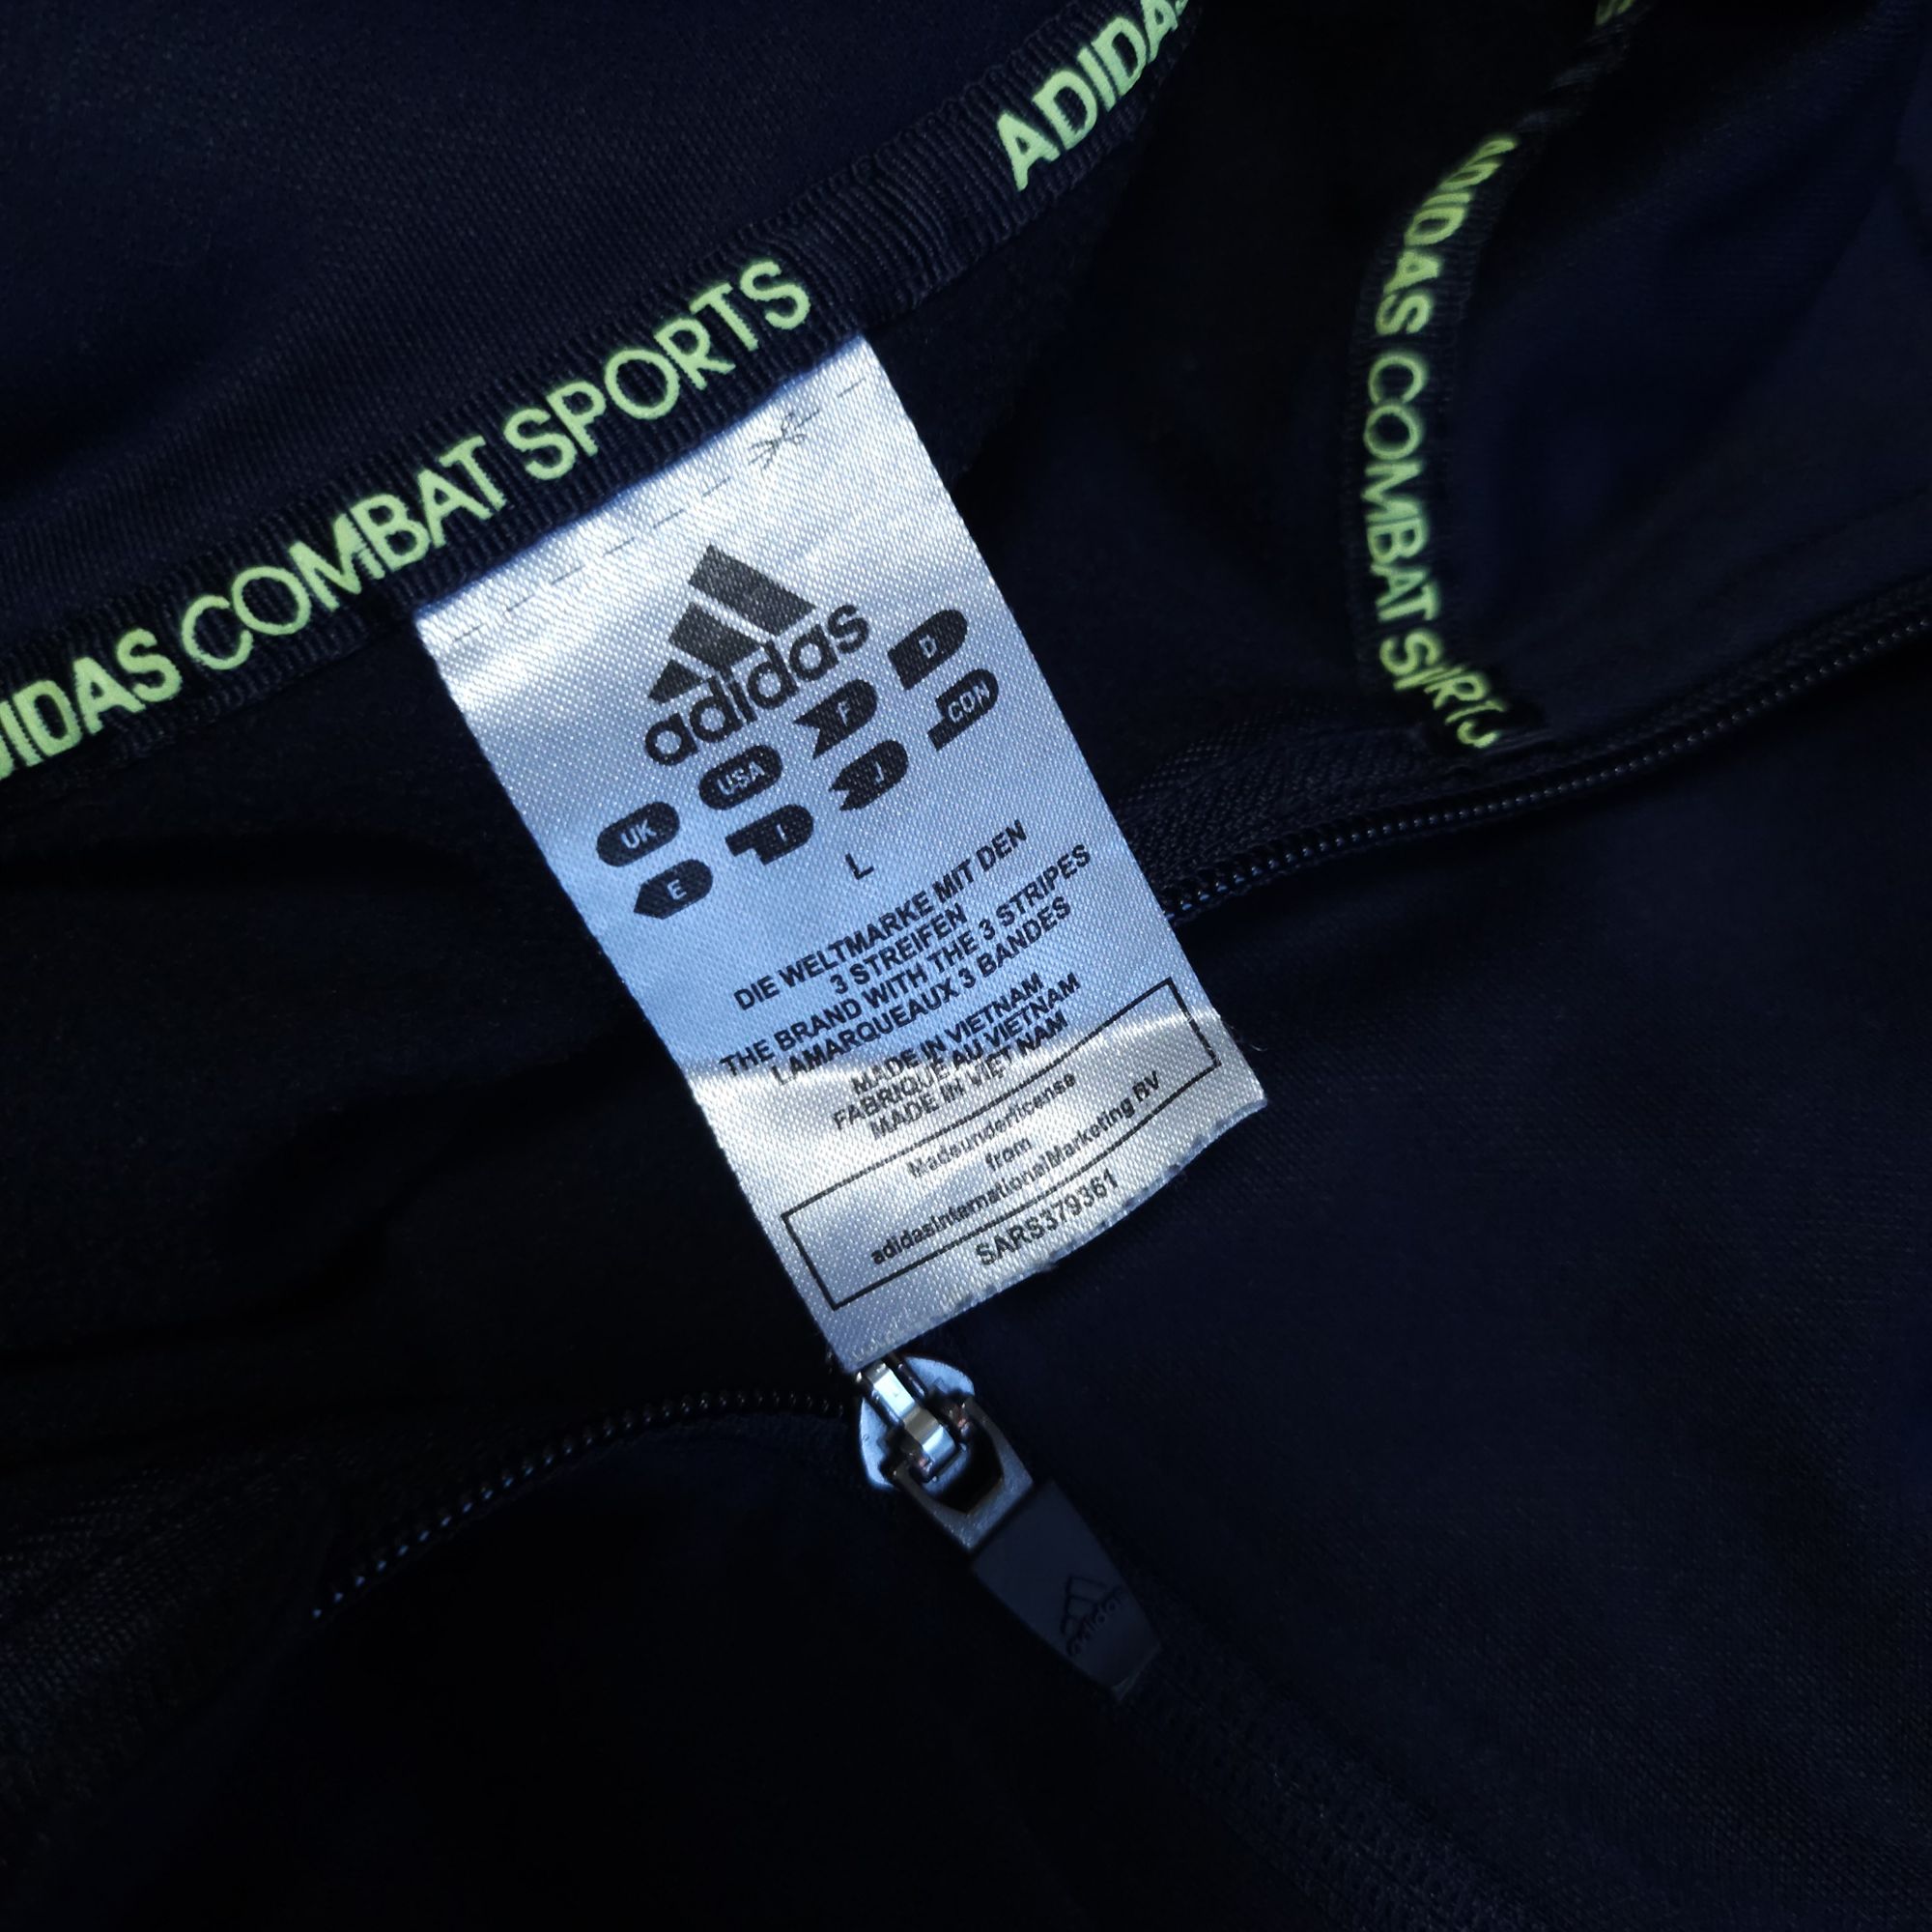 ADIDAS
ADIDAS COMBAT SPORTS
ADIDAS COMBAT SPORTS
adidas
UK USA F D
E I J CDN
L
DIE WELTMARKE MIT DEN
3 STREIFEN
THE BRAND WITH THE 3 STRIPES
LAMARQUEAUX 3 BANDES
MADE IN VIETNAM
FABRIQUE AU VIETNAM
MADE IN VIET NAM
Madeunderlicense
from
adidasInternationalMarketing BV
SARS379361
adidas